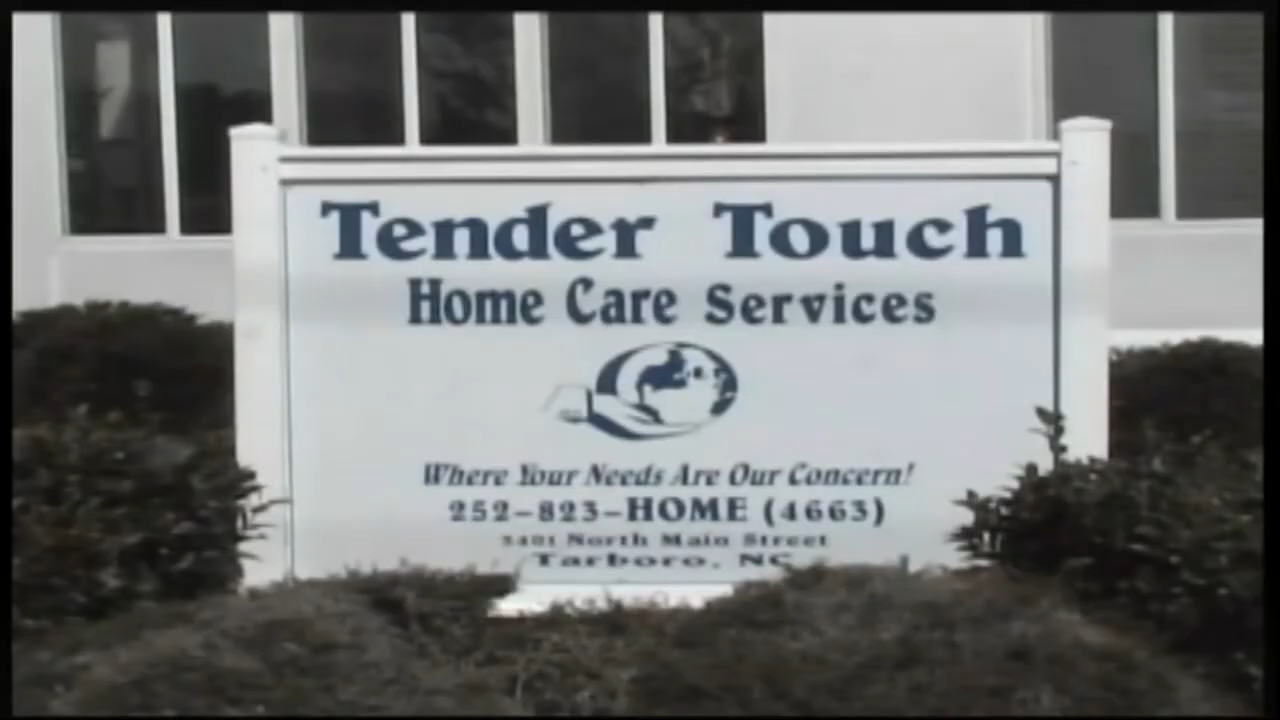 Tender Touch
Home Care Services
Where Your Needs Are Our Concern!
252-823-HOME (4663)
North Main Street
Tarboro, NC